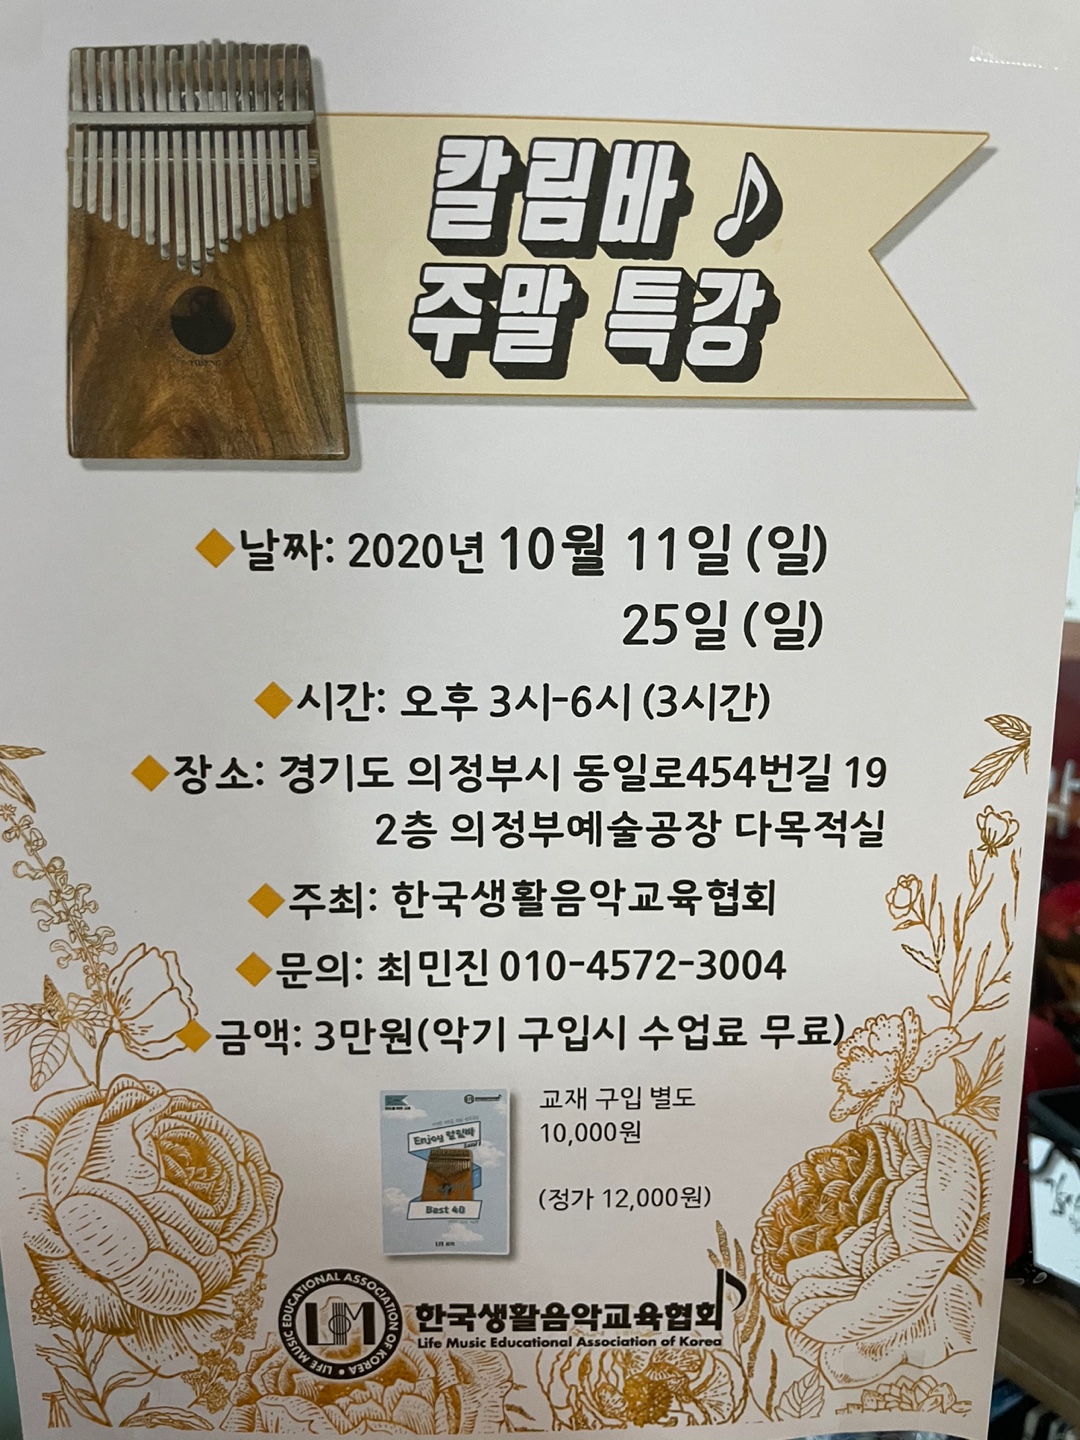 칼림바
주말 특강
날짜: 2020년 10월 11일 (일)
25일 (일)
시간: 오후 3시-6시 (3시간)
장소: 경기도 의정부시 동일로454번길 19
2층 의정부예술공장 다목적실
주최: 한국생활음악교육협회
문의: 최민진 010-4572-3004
금액: 3만원(악기 구입시 수업료 무료)
교재 구입 별도
10,000원
(정가 12,000원)
Enjoy 칼림바
Best 40
LIFE MUSIC EDUCATIONAL ASSOCIATION OF KOREA
LM
한국생활음악교육협회
Life Music Educational Association of Korea